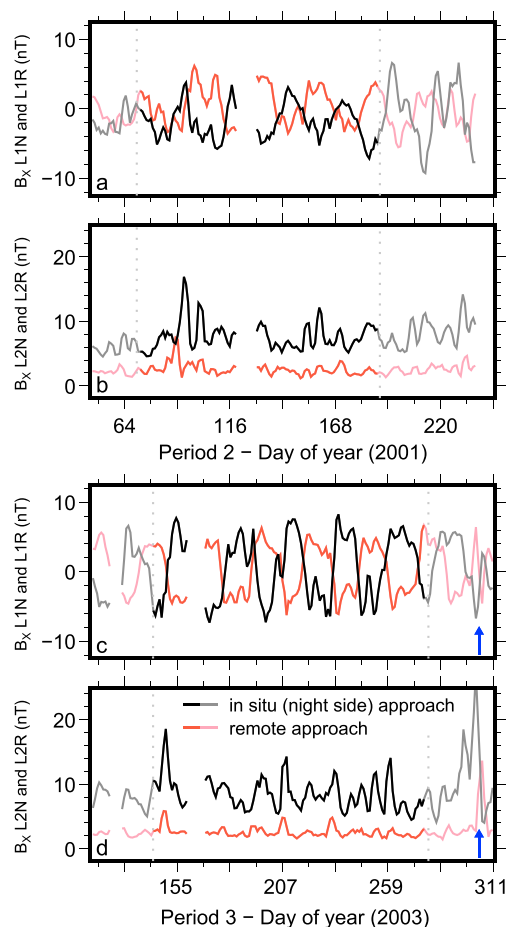 10
0
−10
B_X L1N and L1R (nT)
a
20
10
0
B_X L2N and L2R (nT)
b
64 116 168 220
Period 2 − Day of year (2001)
10
0
−10
B_X L1N and L1R (nT)
c
20
10
0
B_X L2N and L2R (nT)
in situ (night side) approach
remote approach
d
155 207 259 311
Period 3 − Day of year (2003)